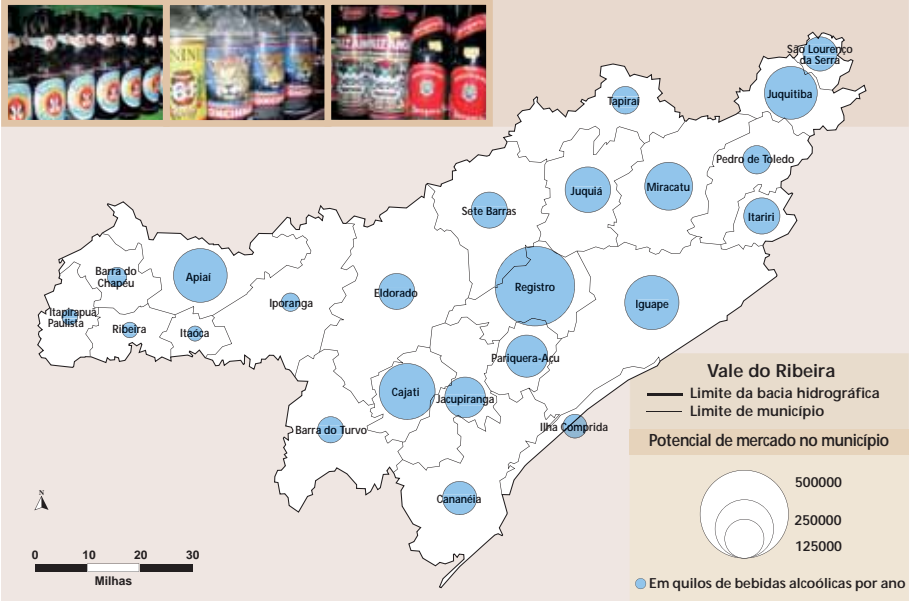 São Lourenço
da Serra
Juquitiba
Tapiraí
Pedro de Toledo
Juquiá
Miracatu
Itariri
Sete Barras
Registro
Iguape
Eldorado
Barra do
Chapéu
Apiaí
Iporanga
Itapirapuã
Paulista
Ribeira
Itaóca
Pariquera-Açu
Cajati
Jacupiranga
Barra do Turvo
Ilha Comprida
Cananéia
N
0 10 20 30
Milhas
Vale do Ribeira
Limite da bacia hidrográfica
Limite de município
Potencial de mercado no município
500000
250000
125000
Em quilos de bebidas alcoólicas por ano